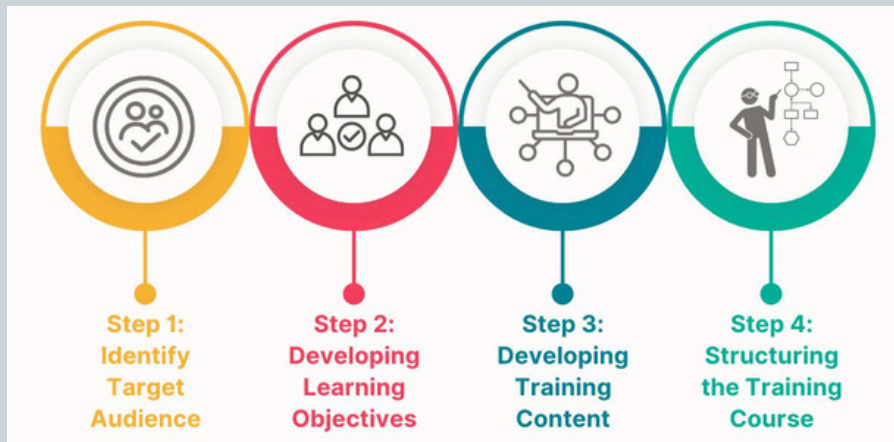 Step 1:
Identify
Target
Audience
Step 2:
Developing
Learning
Objectives
Step 3:
Developing
Training
Content
Step 4:
Structuring
the Training
Course